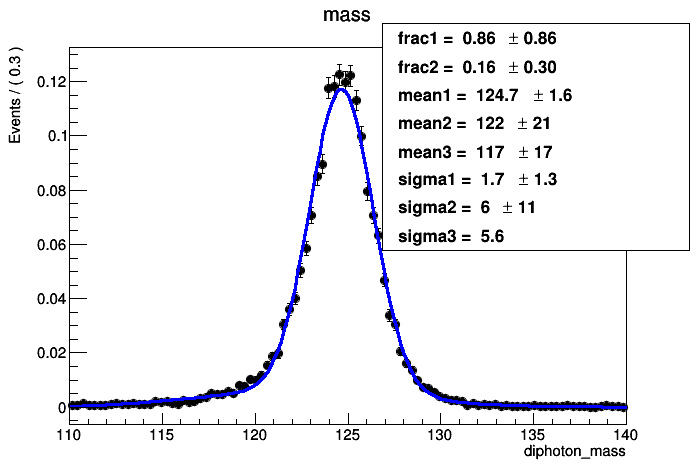 mass
frac1 = 0.86 ± 0.86
frac2 = 0.16 ± 0.30
mean1 = 124.7 ± 1.6
mean2 = 122 ± 21
mean3 = 117 ± 17
sigma1 = 1.7 ± 1.3
sigma2 = 6 ± 11
sigma3 = 5.6
Events / ( 0.3 )
0.12
0.1
0.08
0.06
0.04
0.02
0
110 115 120 125 130 135 140
diphoton_mass